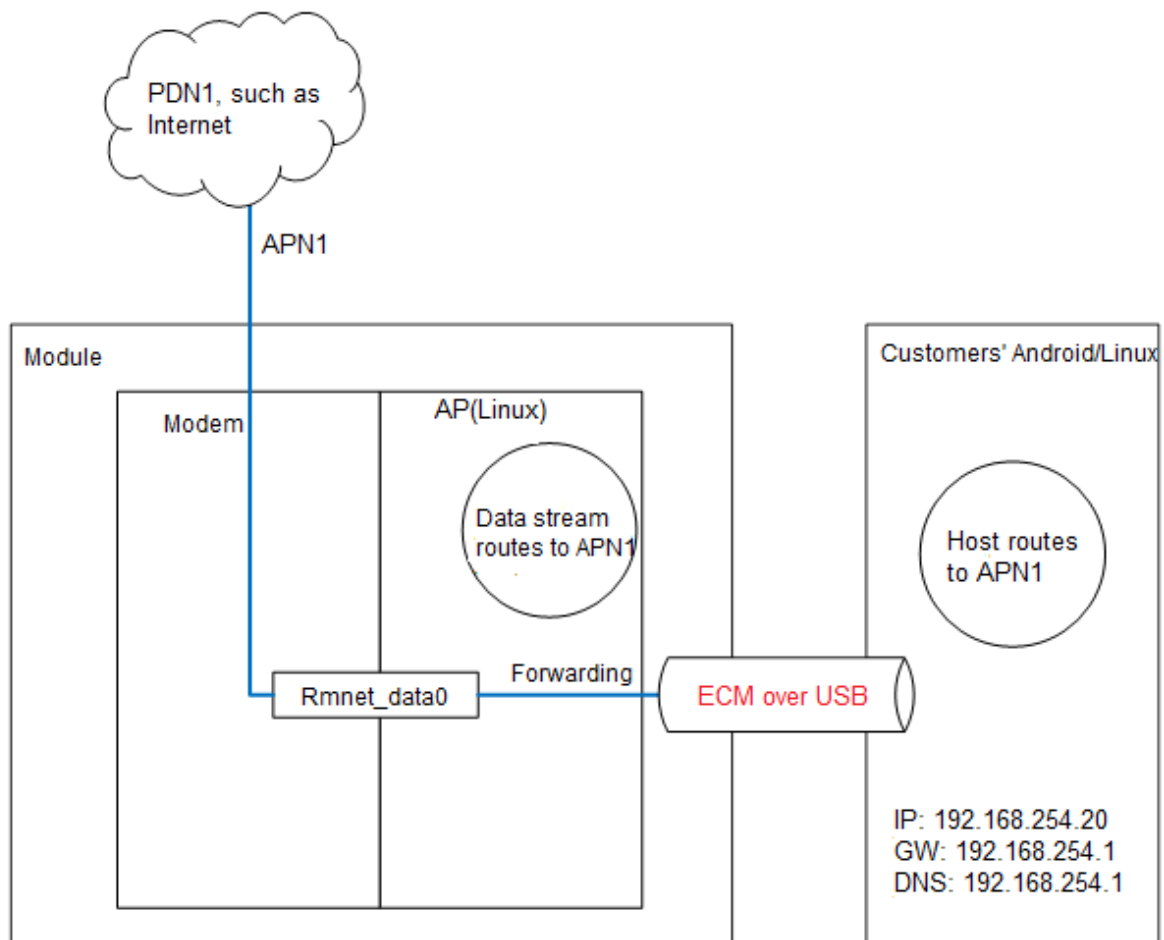 PDN1, such as
Internet
APN1
Module
Modem
AP(Linux)
Data stream
routes to APN1
Rmnet_data0
Forwarding
ECM over USB
Customers' Android/Linux
Host routes
to APN1
IP: 192.168.254.20
GW: 192.168.254.1
DNS: 192.168.254.1